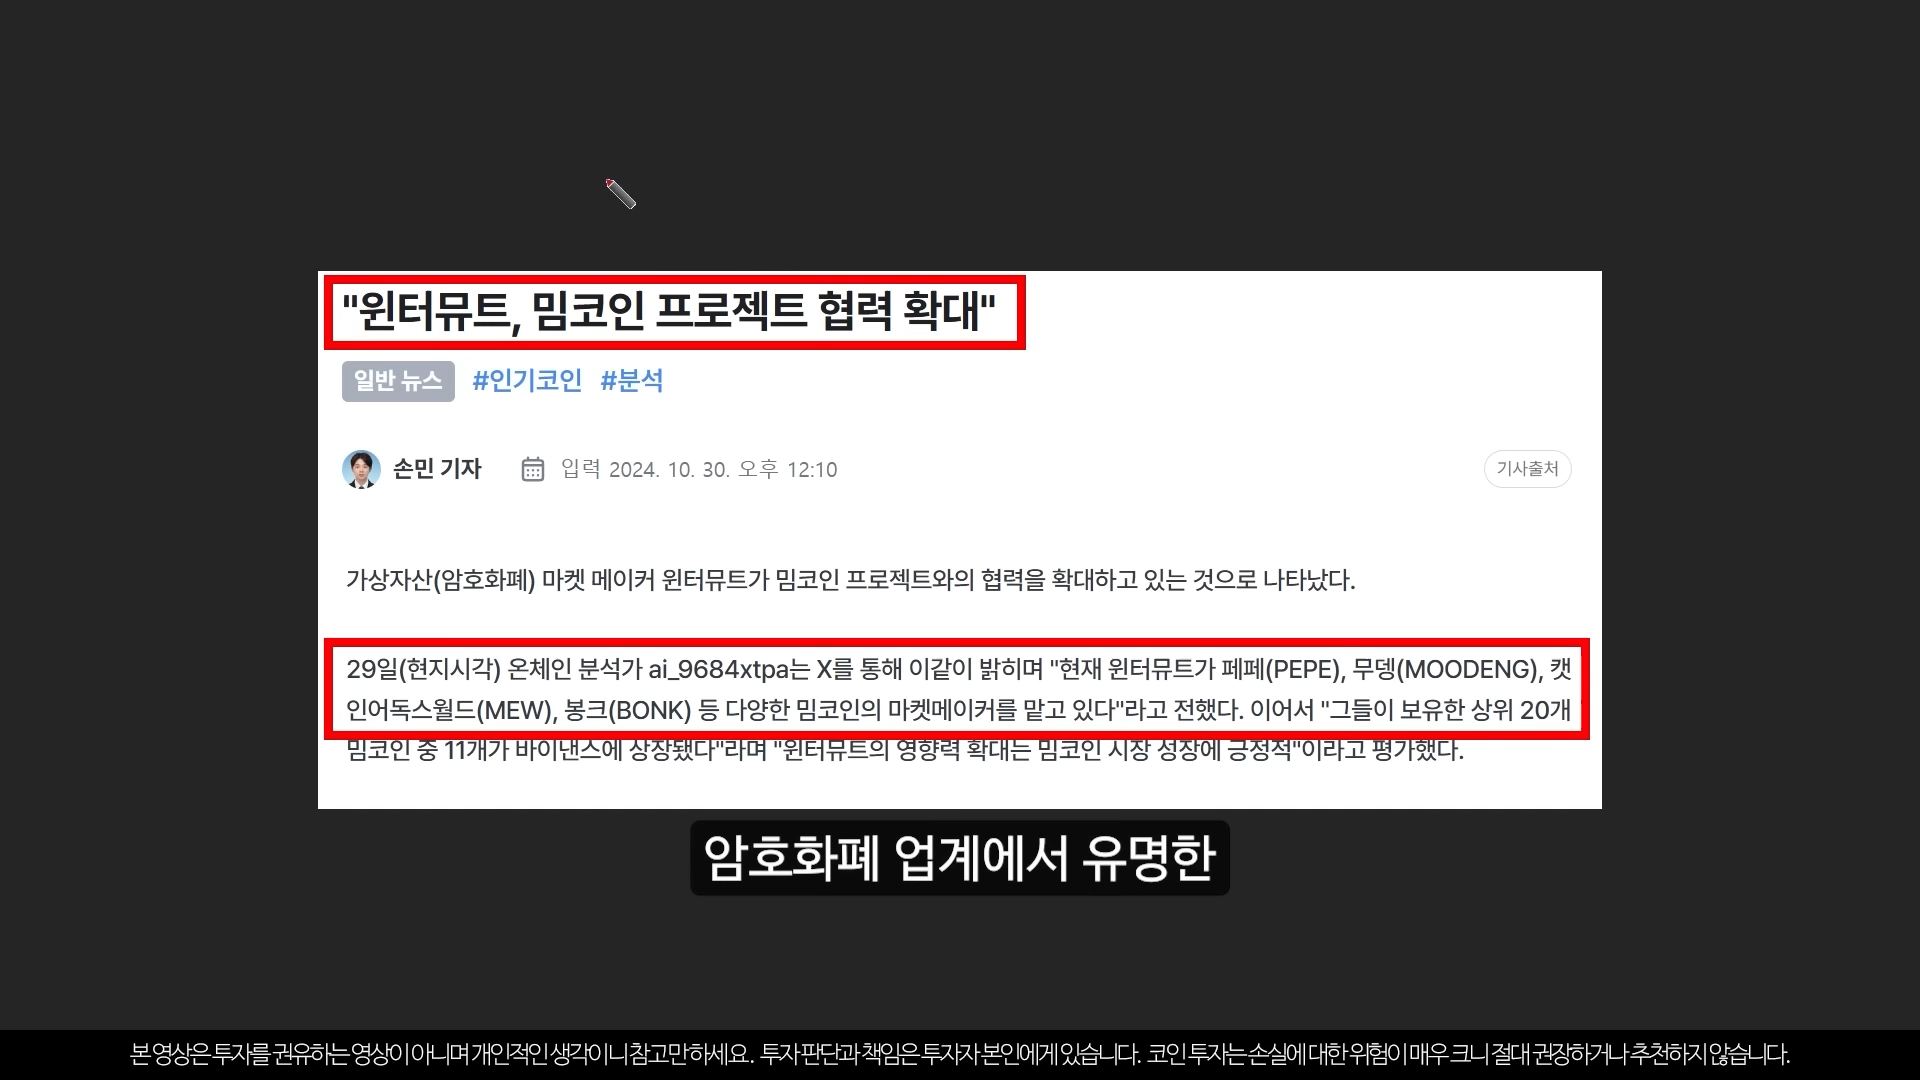 "윈터뮤트, 밈코인 프로젝트 협력 확대"
일반 뉴스 #인기코인 #분석
손민 기자 입력 2024. 10. 30. 오후 12:10 기사출처
가상자산(암호화폐) 마켓 메이커 윈터뮤트가 밈코인 프로젝트와의 협력을 확대하고 있는 것으로 나타났다.
29일(현지시각) 온체인 분석가 ai_9684xtpa는 X를 통해 이같이 밝히며 "현재 윈터뮤트가 페페(PEPE), 무뎅(MOODENG), 캣
인어독스월드(MEW), 봉크(BONK) 등 다양한 밈코인의 마켓메이커를 맡고 있다"라고 전했다. 이어서 "그들이 보유한 상위 20개
밈코인 중 11개가 바이낸스에 상장됐다"라며 "윈터뮤트의 영향력 확대는 밈코인 시장 성장에 긍정적"이라고 평가했다.
암호화폐 업계에서 유명한
본 영상은 투자를 권유하는 영상이 아니며 개인적인 생각이니 참고만 하세요. 투자 판단과 책임은 투자자 본인에게 있습니다. 코인 투자는 손실에 대한 위험이 매우 크니 절대 권장하거나 추천하지 않습니다.